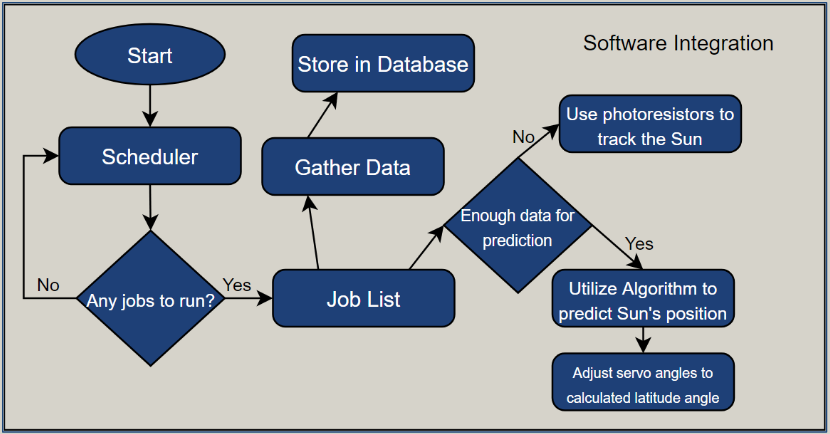 Software Integration
Start
Scheduler
Any jobs to run?
No
Yes
Job List
Gather Data
Store in Database
Enough data for
prediction
No
Use photoresistors to
track the Sun
Yes
Utilize Algorithm to
predict Sun's position
Adjust servo angles to
calculated latitude angle